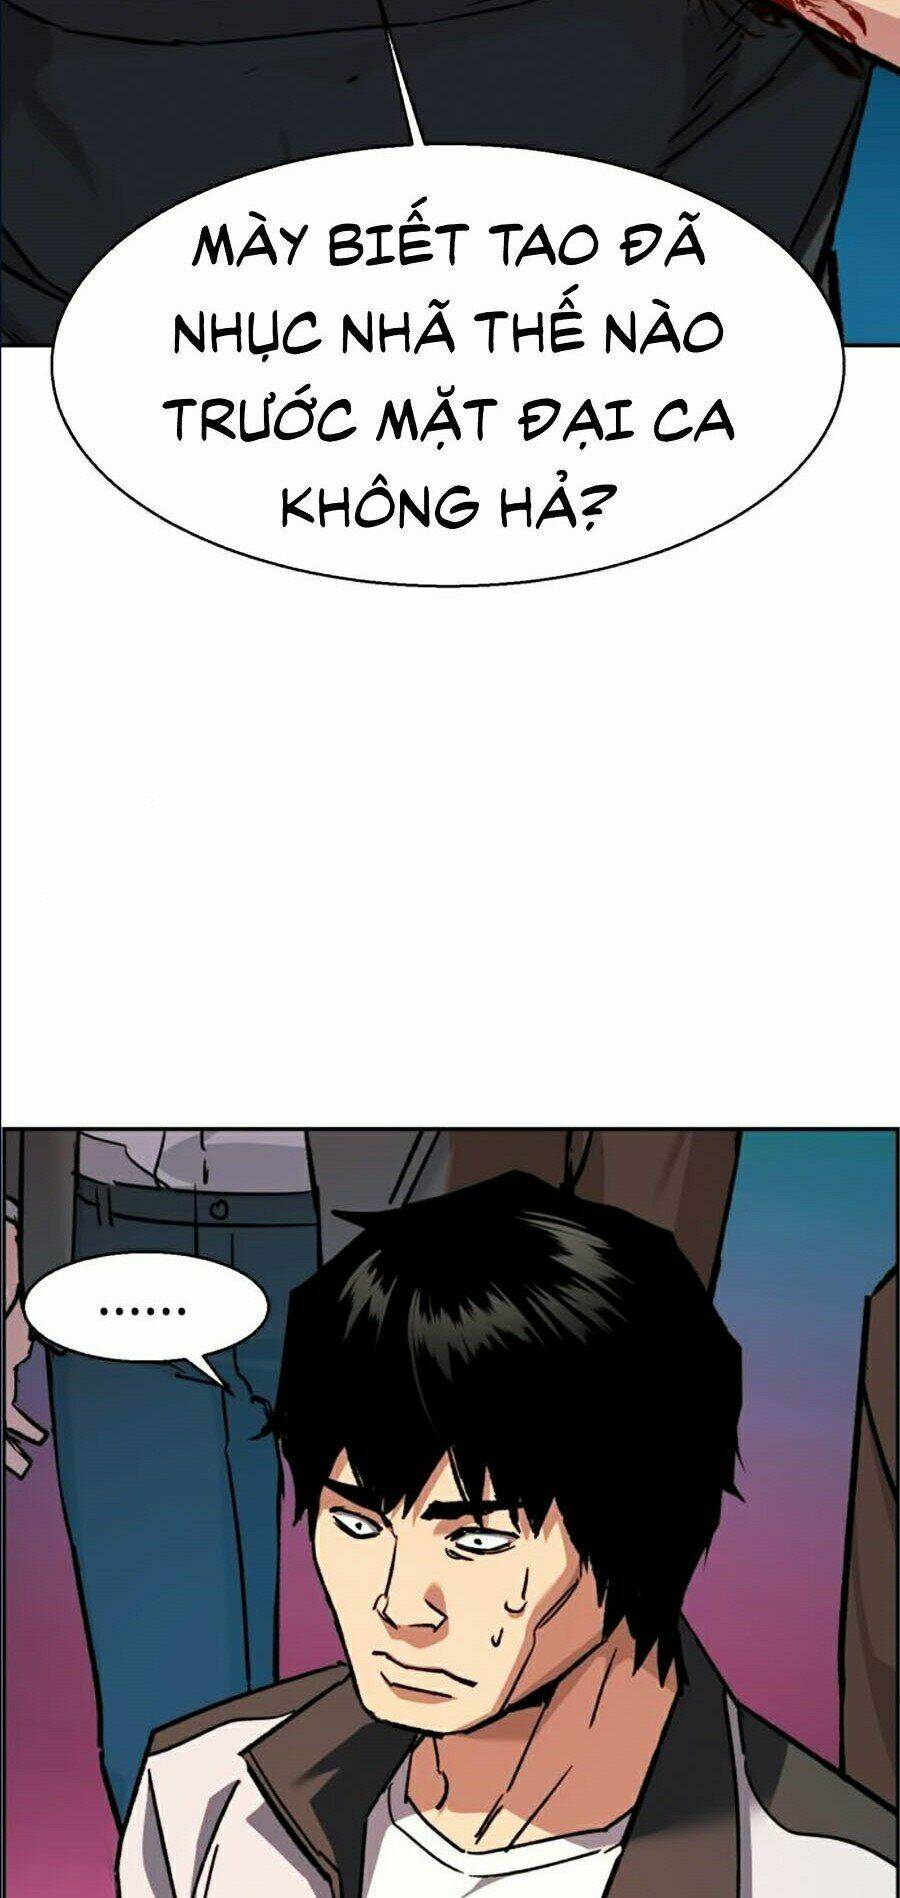 MÀY BIẾT TAO ĐÃ
NHỤC NHÃ THẾ NÀO
TRƯỚC MẶT ĐẠI CA
KHÔNG HẢ?
......